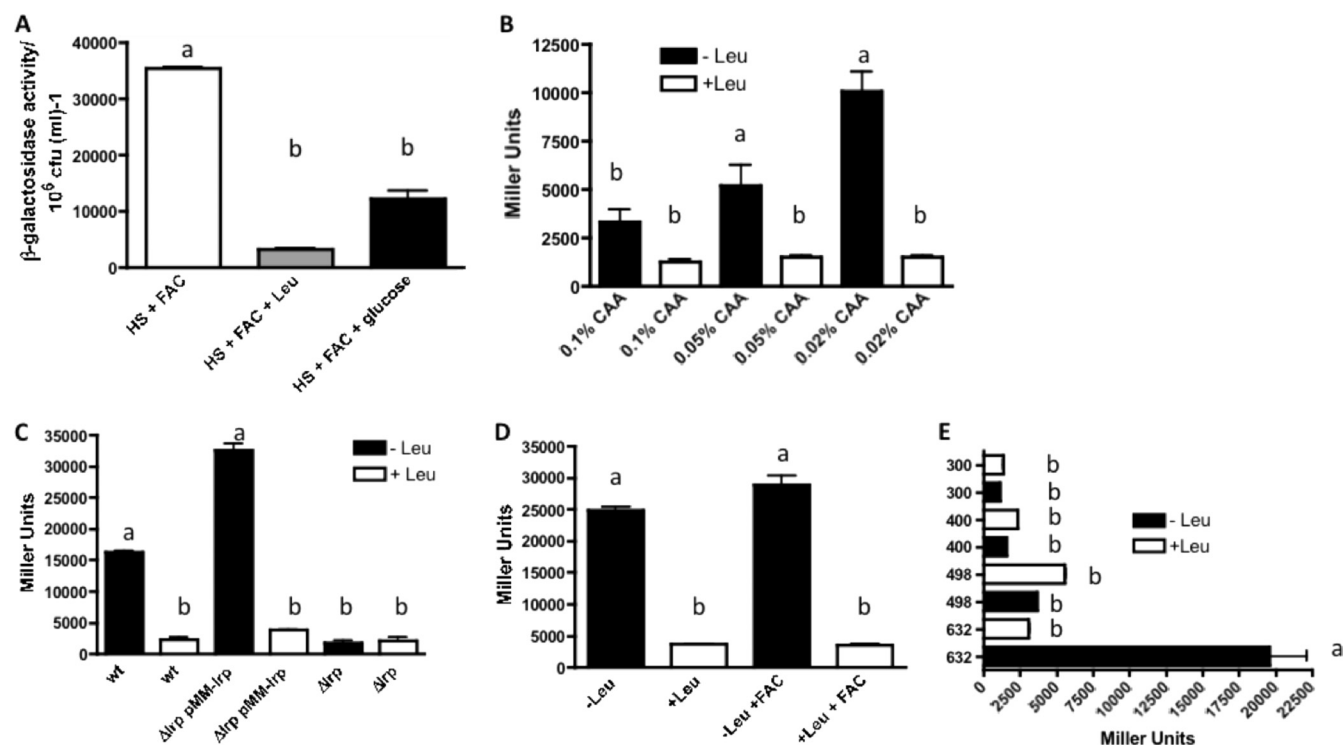 A
β-galactosidase activity/
10⁶ cfu (ml)-1
40000
30000
20000
10000
0
a
b
b
HS + FAC
HS + FAC + Leu
HS + FAC + glucose
B
Miller Units
12500
10000
7500
5000
2500
0
- Leu
+Leu
b
b
a
b
a
b
0.1% CAA
0.1% CAA
0.05% CAA
0.05% CAA
0.02% CAA
0.02% CAA
C
Miller Units
35000
30000
25000
20000
15000
10000
5000
0
- Leu
+ Leu
a
b
a
b
b
b
wt
wt
Δlrp pMM-lrp
Δlrp pMM-lrp
Δlrp
Δlrp
D
Miller Units
35000
30000
25000
20000
15000
10000
5000
0
a
b
a
b
-Leu
+Leu
-Leu +FAC
+Leu + FAC
E
300
b
300
b
400
b
400
b
498
b
498
b
632
b
632
a
- Leu
+Leu
0
2500
5000
7500
10000
12500
15000
17500
20000
22500
Miller Units